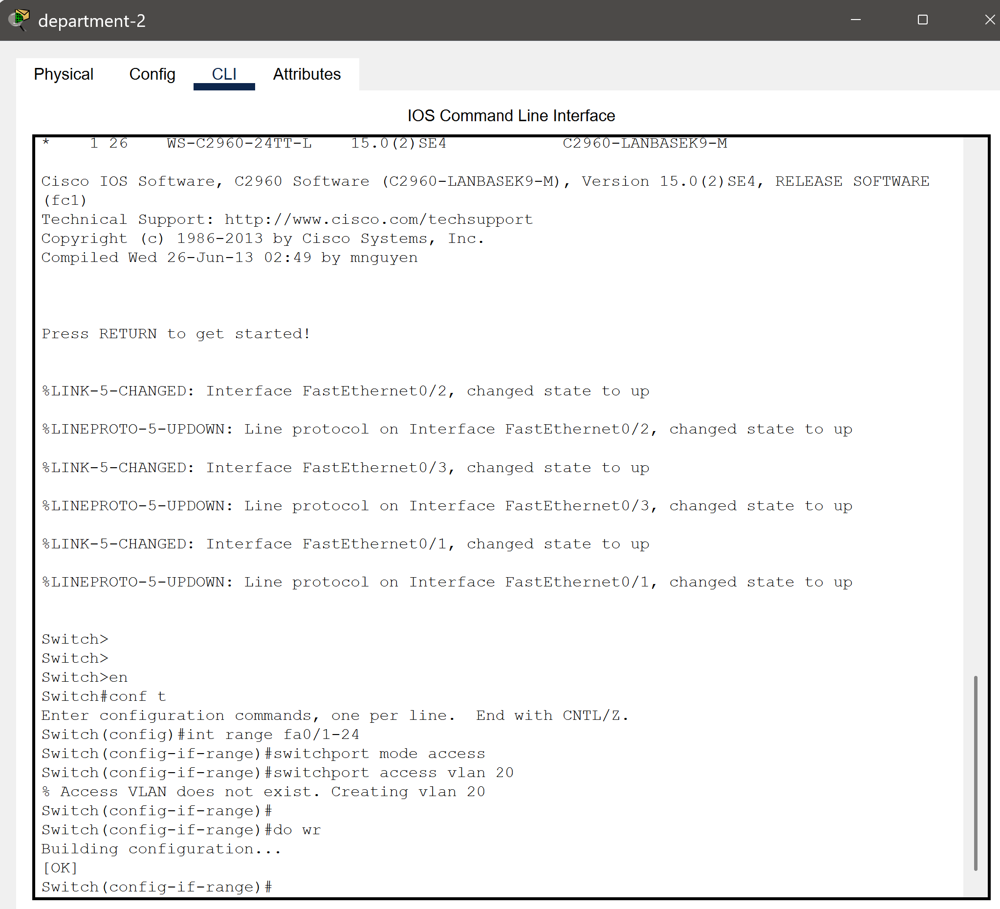 department-2
Physical Config CLI Attributes
IOS Command Line Interface
* 1 26 WS-C2960-24TT-L 15.0(2)SE4 C2960-LANBASEK9-M
Cisco IOS Software, C2960 Software (C2960-LANBASEK9-M), Version 15.0(2)SE4, RELEASE SOFTWARE
(fc1)
Technical Support: http://www.cisco.com/techsupport
Copyright (c) 1986-2013 by Cisco Systems, Inc.
Compiled Wed 26-Jun-13 02:49 by mnguyen
Press RETURN to get started!
%LINK-5-CHANGED: Interface FastEthernet0/2, changed state to up
%LINEPROTO-5-UPDOWN: Line protocol on Interface FastEthernet0/2, changed state to up
%LINK-5-CHANGED: Interface FastEthernet0/3, changed state to up
%LINEPROTO-5-UPDOWN: Line protocol on Interface FastEthernet0/3, changed state to up
%LINK-5-CHANGED: Interface FastEthernet0/1, changed state to up
%LINEPROTO-5-UPDOWN: Line protocol on Interface FastEthernet0/1, changed state to up
Switch>
Switch>
Switch>en
Switch#conf t
Enter configuration commands, one per line.  End with CNTL/Z.
Switch(config)#int range fa0/1-24
Switch(config-if-range)#switchport mode access
Switch(config-if-range)#switchport access vlan 20
% Access VLAN does not exist. Creating vlan 20
Switch(config-if-range)#
Switch(config-if-range)#do wr
Building configuration...
[OK]
Switch(config-if-range)#